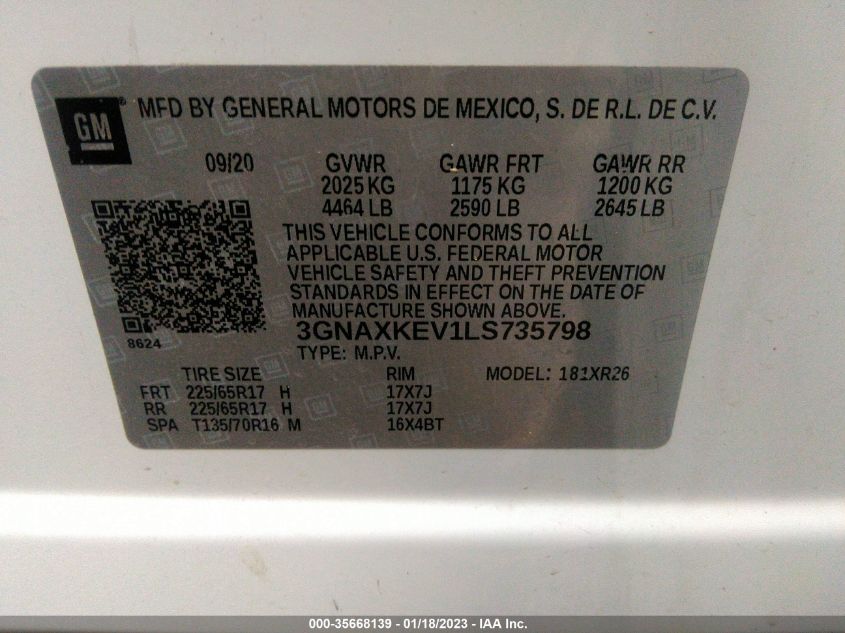 GM ® MFD BY GENERAL MOTORS DE MEXICO, S. DE R.L. DE C.V.
09/20 GVWR GAWR FRT GAWR RR
2025 KG 1175 KG 1200 KG
4464 LB 2590 LB 2645 LB
THIS VEHICLE CONFORMS TO ALL
APPLICABLE U.S. FEDERAL MOTOR
VEHICLE SAFETY AND THEFT PREVENTION
STANDARDS IN EFFECT ON THE DATE OF
MANUFACTURE SHOWN ABOVE.
8624 3GNAXKEV1LS735798
TYPE: M.P.V.
TIRE SIZE RIM MODEL: 181XR26
FRT 225/65R17 H 17X7J
RR 225/65R17 H 17X7J
SPA T135/70R16 M 16X4BT
000-35668139 - 01/18/2023 - IAA Inc.